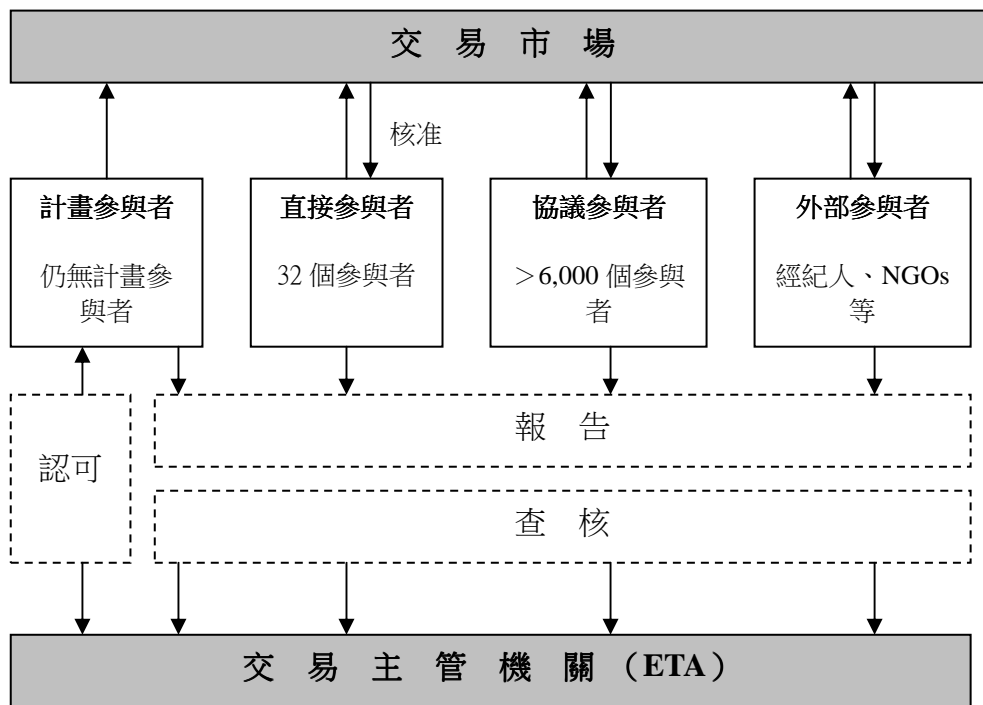 交 易 市 場
核准
計畫參與者
仍無計畫參
與者
直接參與者
32 個參與者
協議參與者
＞6,000 個參與
者
外部參與者
經紀人、NGOs
等
認可
報 告
查 核
交 易 主 管 機 關（ETA）